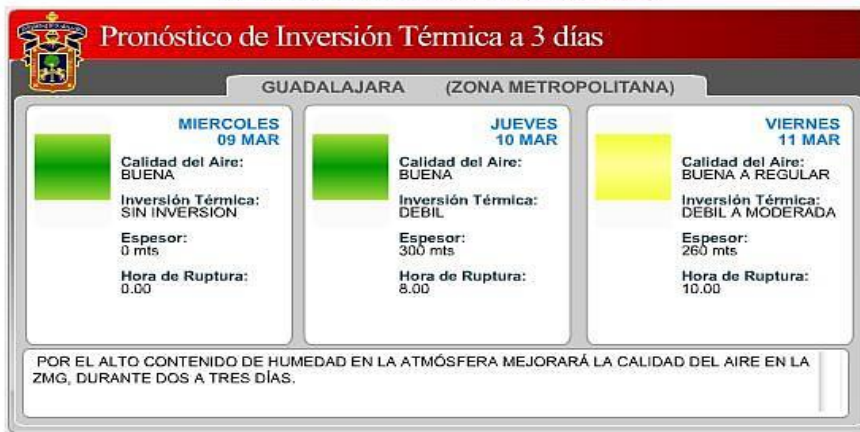 Pronóstico de Inversión Térmica a 3 días
GUADALAJARA (ZONA METROPOLITANA)
MIERCOLES
09 MAR
Calidad del Aire:
BUENA
Inversión Térmica:
SIN INVERSION
Espesor:
0 mts
Hora de Ruptura:
0.00
JUEVES
10 MAR
Calidad del Aire:
BUENA
Inversión Térmica:
DEBIL
Espesor:
300 mts
Hora de Ruptura:
8.00
VIERNES
11 MAR
Calidad del Aire:
BUENA A REGULAR
Inversión Térmica:
DEBIL A MODERADA
Espesor:
260 mts
Hora de Ruptura:
10.00
POR EL ALTO CONTENIDO DE HUMEDAD EN LA ATMÓSFERA MEJORARÁ LA CALIDAD DEL AIRE EN LA
ZMG, DURANTE DOS A TRES DÍAS.